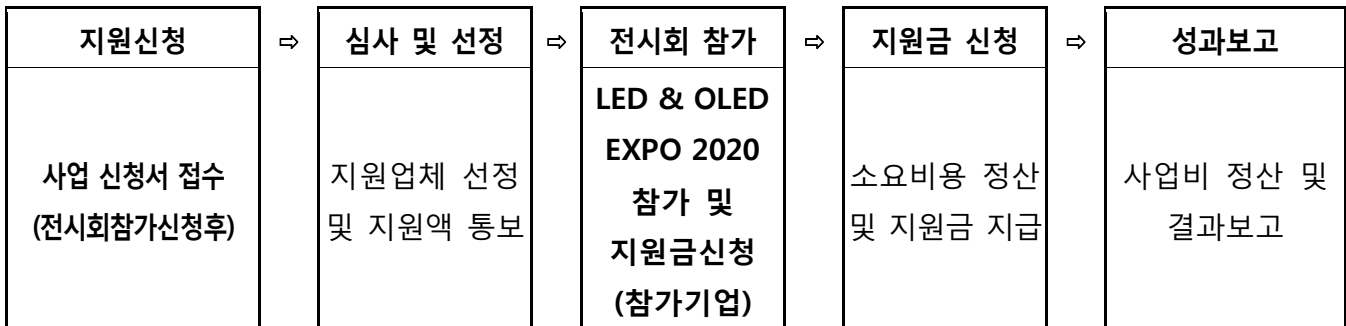 지원신청 ⇨ 심사 및 선정 ⇨ 전시회 참가 ⇨ 지원금 신청 ⇨ 성과보고
사업 신청서 접수
(전시회참가신청후)
지원업체 선정
및 지원액 통보
LED & OLED
EXPO 2020
참가 및
지원금신청
(참가기업)
소요비용 정산
및 지원금 지급
사업비 정산 및
결과보고